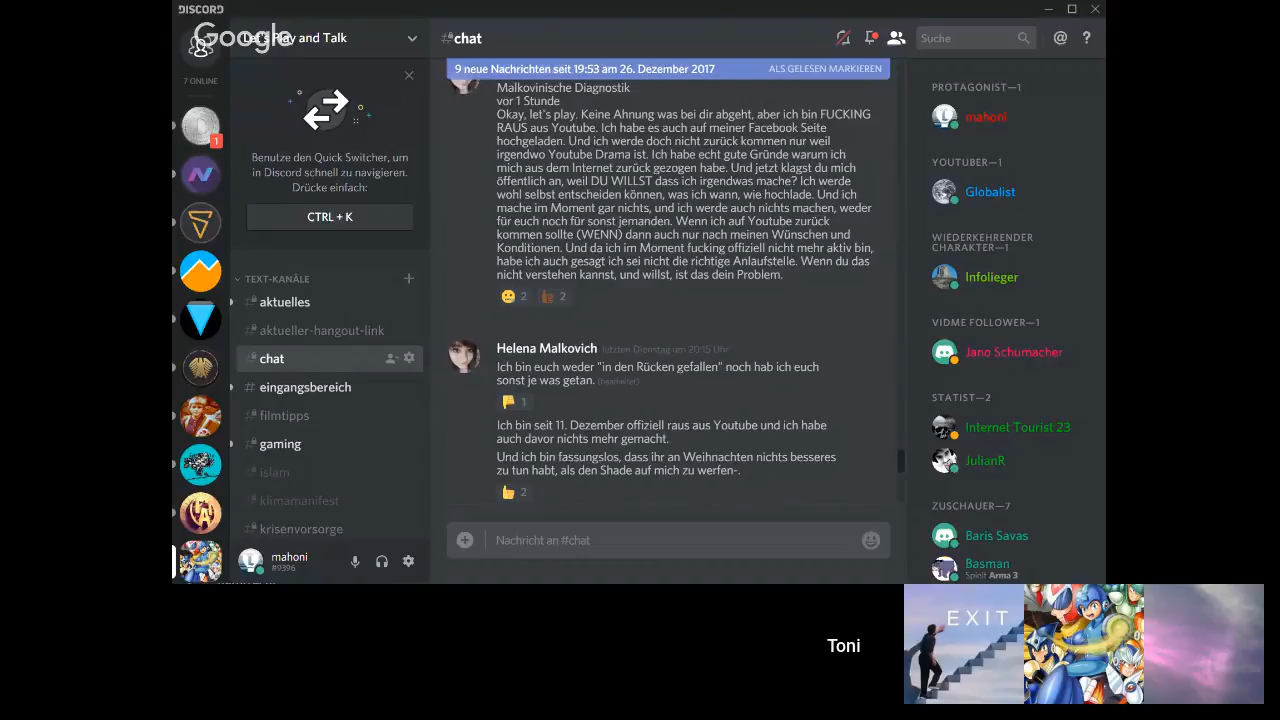 DISCORD
Google
Let's Play and Talk
#chat
Suche
7 ONLINE
9 neue Nachrichten seit 19:53 am 26. Dezember 2017
ALS GELESEN MARKIEREN
1
Benutze den Quick Switcher, um
in Discord schnell zu navigieren.
Drücke einfach:
CTRL + K
TEXT-KANÄLE
aktuelles
aktueller-hangout-link
chat
eingangsbereich
filmtipps
gaming
islam
klimamanifest
krisenvorsorge
mahoni
#9396
Malkovinische Diagnostik
vor 1 Stunde
Okay, let's play. Keine Ahnung was bei dir abgeht, aber ich bin FUCKING
RAUS aus Youtube. Ich habe es auch auf meiner Facebook Seite
hochgeladen. Und ich werde doch nicht zurück kommen nur weil
irgendwo Youtube Drama ist. Ich habe echt gute Gründe warum ich
mich aus dem Internet zurück gezogen habe. Und jetzt klagst du mich
öffentlich an, weil DU WILLST dass ich irgendwas mache? Ich werde
wohl selbst entscheiden können, was ich wann, wie hochlade. Und ich
mache im Moment gar nichts, und ich werde auch nichts machen, weder
für euch noch für sonst jemanden. Wenn ich auf Youtube zurück
kommen sollte (WENN) dann auch nur nach meinen Wünschen und
Konditionen. Und da ich im Moment fucking offiziell nicht mehr aktiv bin,
habe ich auch gesagt ich sei nicht die richtige Anlaufstelle. Wenn du das
nicht verstehen kannst, und willst, ist das dein Problem.
2 2
Helena Malkovich letzten Dienstag um 20:15 Uhr
Ich bin euch weder "in den Rücken gefallen" noch hab ich euch
sonst je was getan. (bearbeitet)
1
Ich bin seit 11. Dezember offiziell raus aus Youtube und ich habe
auch davor nichts mehr gemacht.
Und ich bin fassungslos, dass ihr an Weihnachten nichts besseres
zu tun habt, als den Shade auf mich zu werfen-.
2
Nachricht an #chat
PROTAGONIST—1
mahoni
YOUTUBER—1
Globalist
WIEDERKEHRENDER
CHARAKTER—1
Infolieger
VIDME FOLLOWER—1
Jano Schumacher
STATIST—2
Internet Tourist 23
JulianR
ZUSCHAUER—7
Baris Savas
Basman
Spielt Arma 3
Toni
EXIT